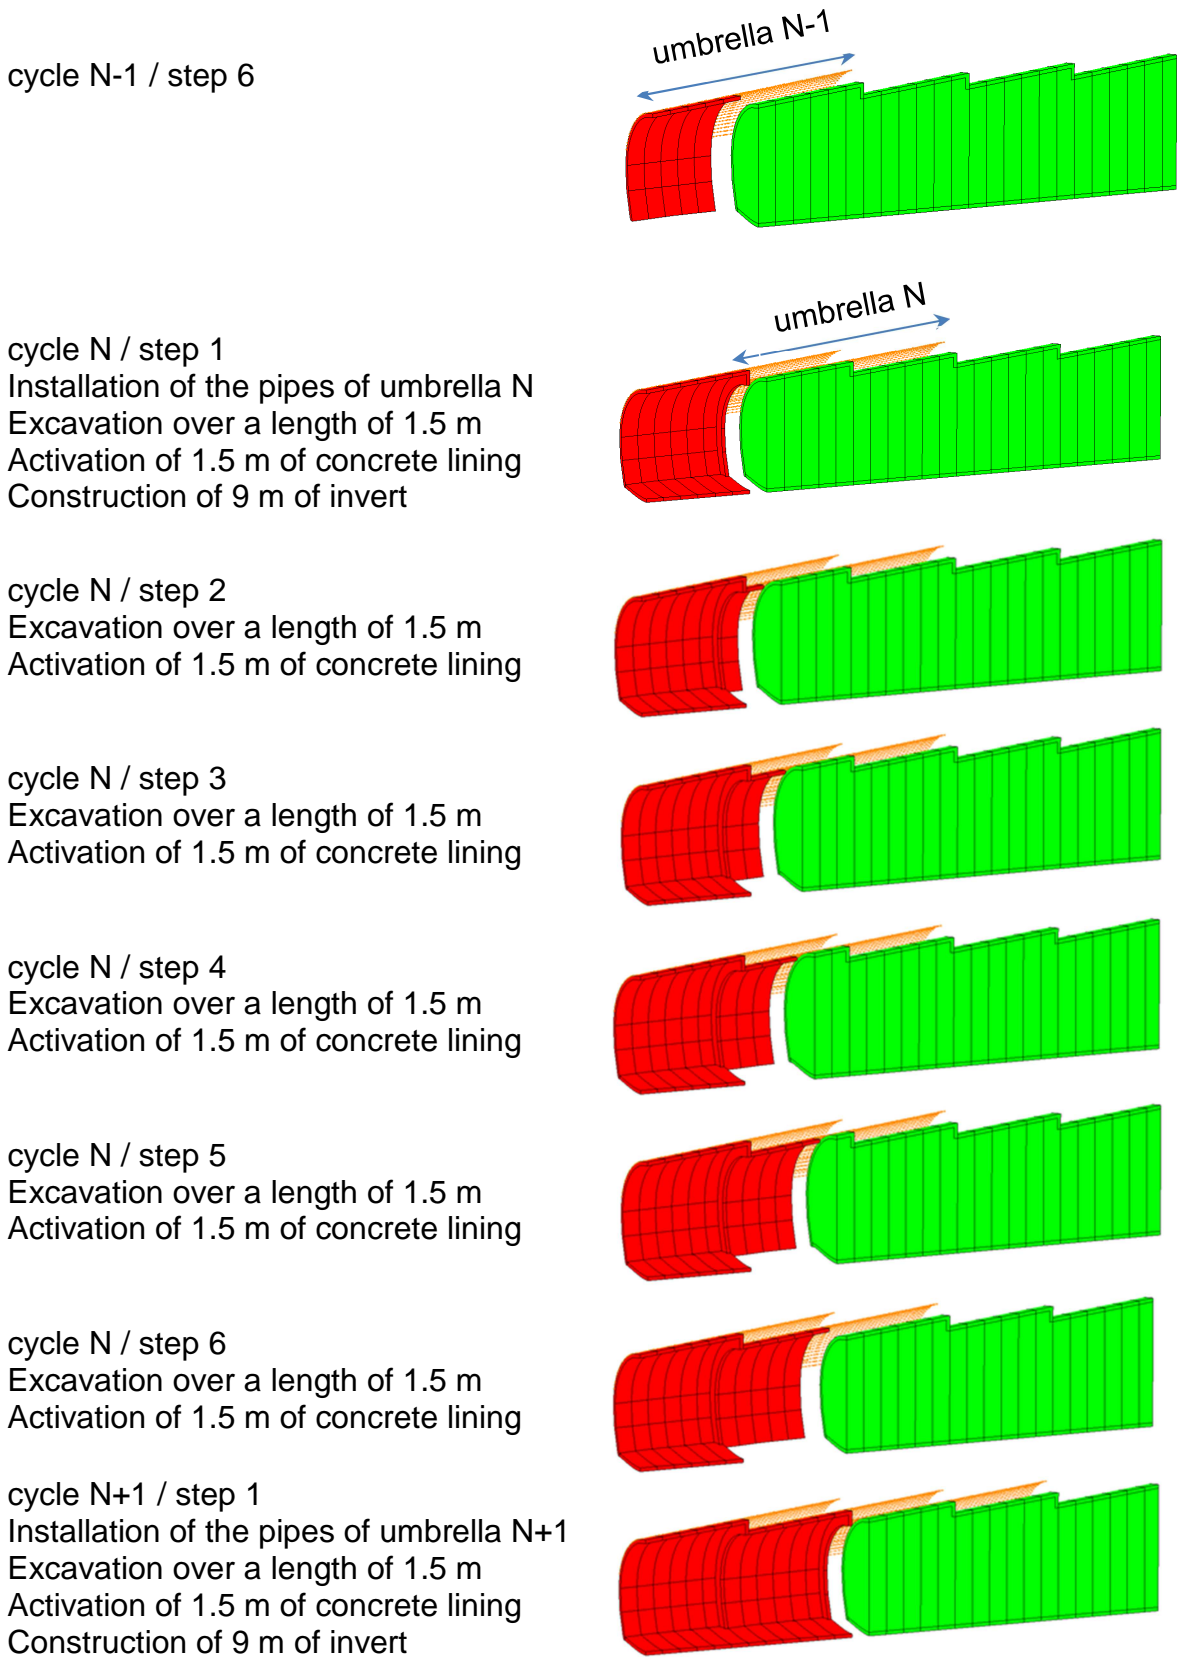 umbrella N-1
cycle N-1 / step 6
umbrella N
cycle N / step 1
Installation of the pipes of umbrella N
Excavation over a length of 1.5 m
Activation of 1.5 m of concrete lining
Construction of 9 m of invert
cycle N / step 2
Excavation over a length of 1.5 m
Activation of 1.5 m of concrete lining
cycle N / step 3
Excavation over a length of 1.5 m
Activation of 1.5 m of concrete lining
cycle N / step 4
Excavation over a length of 1.5 m
Activation of 1.5 m of concrete lining
cycle N / step 5
Excavation over a length of 1.5 m
Activation of 1.5 m of concrete lining
cycle N / step 6
Excavation over a length of 1.5 m
Activation of 1.5 m of concrete lining
cycle N+1 / step 1
Installation of the pipes of umbrella N+1
Excavation over a length of 1.5 m
Activation of 1.5 m of concrete lining
Construction of 9 m of invert